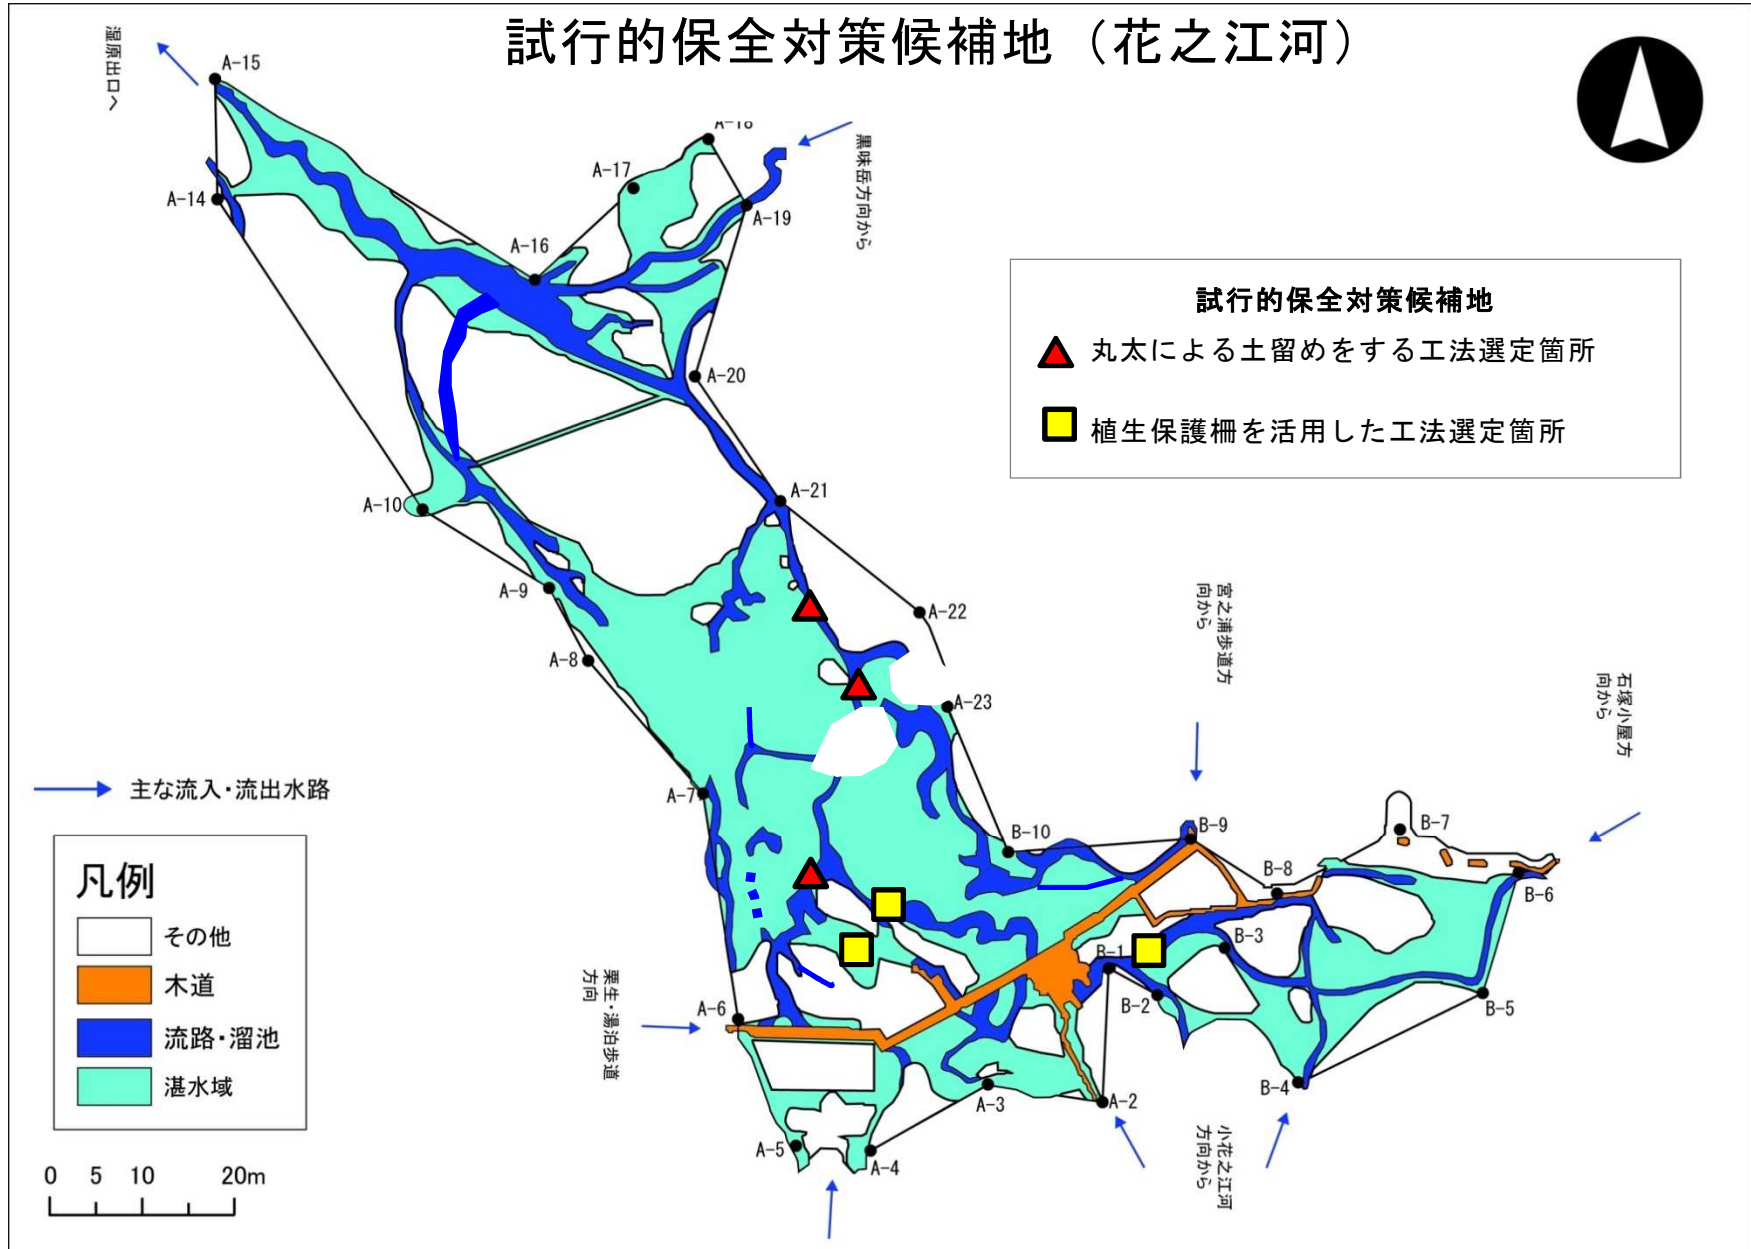 試行的保全対策候補地（花之江河）
湿原出口へ
A-15
A-18
A-17
黒味岳方向から
A-14
A-19
A-16
試行的保全対策候補地
丸太による土留めをする工法選定箇所
A-20
植生保護柵を活用した工法選定箇所
A-21
A-10
A-9
A-22
宮之浦歩道方
向から
A-8
石塚小屋方
向から
A-23
主な流入・流出水路
A-7
B-10
B-9
B-7
凡例
B-8
B-6
その他
B-3
B-1
木道
栗生・湯泊歩道
方向
B-2
A-6
B-5
流路・溜池
湛水域
B-4
A-3
A-2
小花之江河
方向から
A-5
A-4
0 5 10 20m